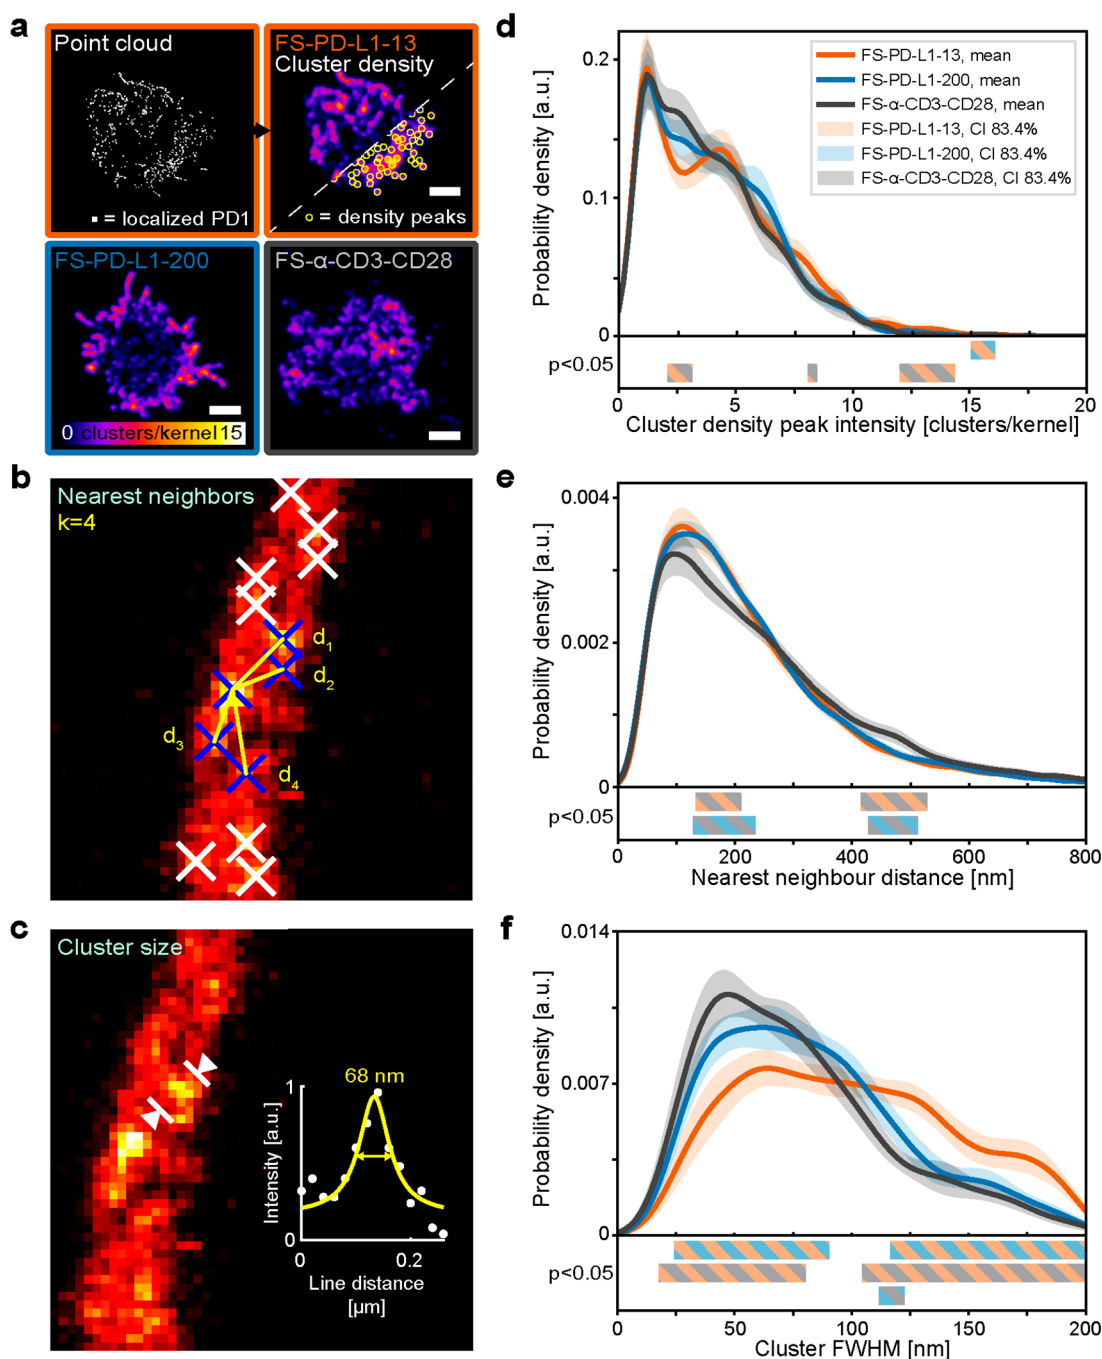 a
Point cloud
= localized PD1
FS-PD-L1-13
Cluster density
= density peaks
FS-PD-L1-200
0 clusters/kernel 15
FS-α-CD3-CD28
b
Nearest neighbors
k=4
d1
d2
d3
d4
c
Cluster size
68 nm
Intensity [a.u.]
1
0
0
0.2
Line distance
[µm]
d
Probability density [a.u.]
0.2
0.1
0
FS-PD-L1-13, mean
FS-PD-L1-200, mean
FS-α-CD3-CD28, mean
FS-PD-L1-13, CI 83.4%
FS-PD-L1-200, CI 83.4%
FS-α-CD3-CD28, CI 83.4%
p<0.05
0 5 10 15 20
Cluster density peak intensity [clusters/kernel]
e
Probability density [a.u.]
0.004
0.002
0
p<0.05
0 200 400 600 800
Nearest neighbour distance [nm]
f
Probability density [a.u.]
0.014
0.007
0
p<0.05
0 50 100 150 200
Cluster FWHM [nm]